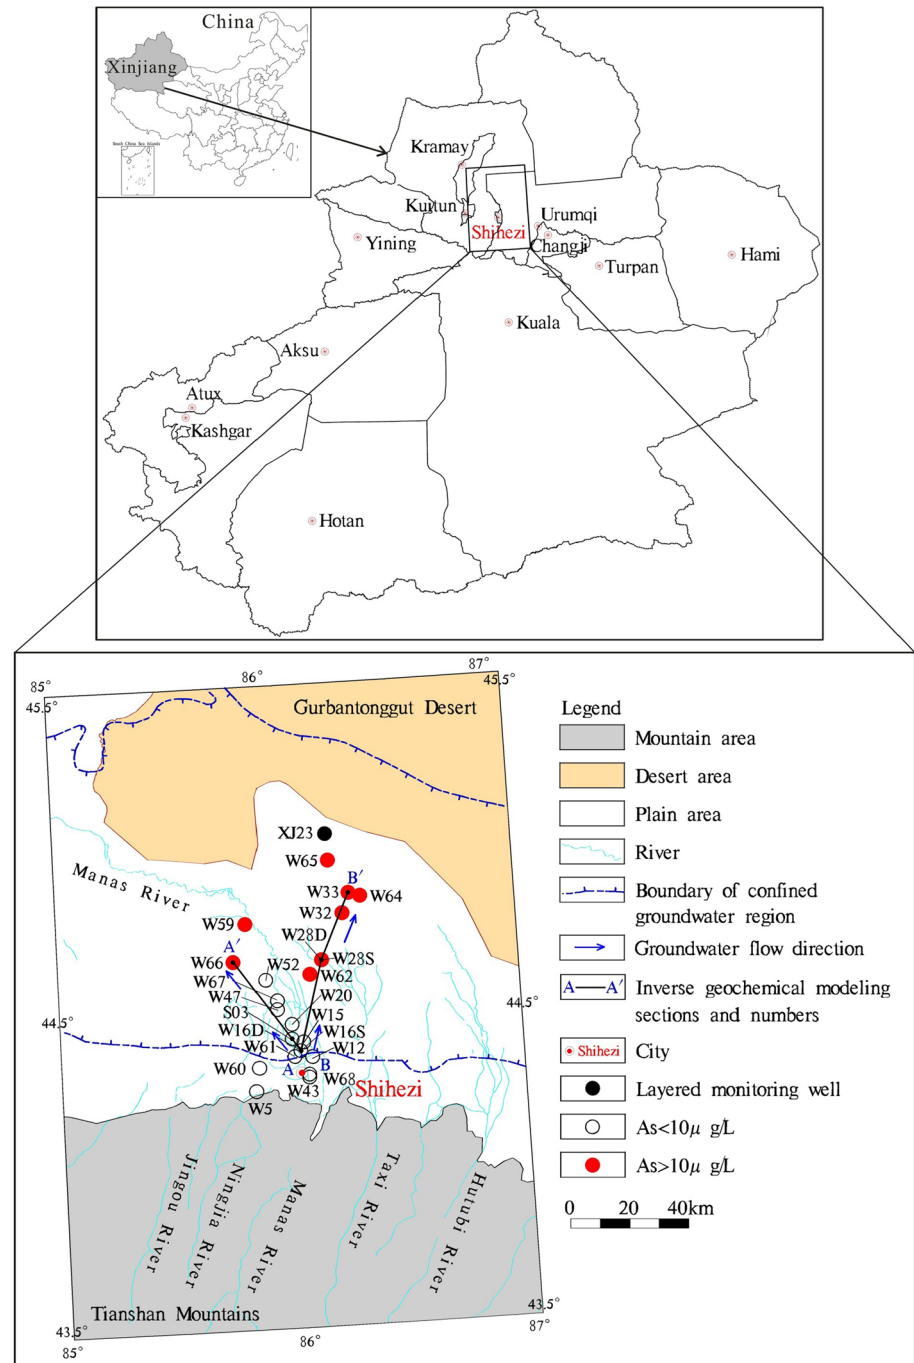 China
Xinjiang
South China Sea Islands
Kramay
Kuitun
Urumqi
Shihezi
Changji
Yining
Turpan
Hami
Kuala
Aksu
Atux
Kashgar
Hotan
85°
86°
87°
45.5°
45.5°
Gurbantonggut Desert
XJ23
W65
B′
Manas River
W33
W64
W32
W59
W28D
A′
W28S
W66
W52
W62
W67
W47
W20
S03
W15
W16D
W16S
44.5°
44.5°
W61
W12
W60
A
B
W68
Shihezi
W43
W5
Jingou River
Ningjia River
Manas River
Taxi River
Hutubi River
Tianshan Mountains
43.5°
43.5°
85°
86°
87°
Legend
Mountain area
Desert area
Plain area
River
Boundary of confined
groundwater region
Groundwater flow direction
A A′ Inverse geochemical modeling
sections and numbers
Shihezi City
Layered monitoring well
As<10μ g/L
As>10μ g/L
0 20 40km